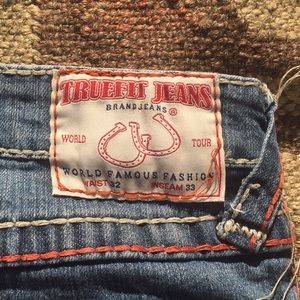 TRUEFIT JEANS
BRANDJEANS ®
WORLD TOUR
WORLD FAMOUS FASHION
WAIST 32 INSEAM 33